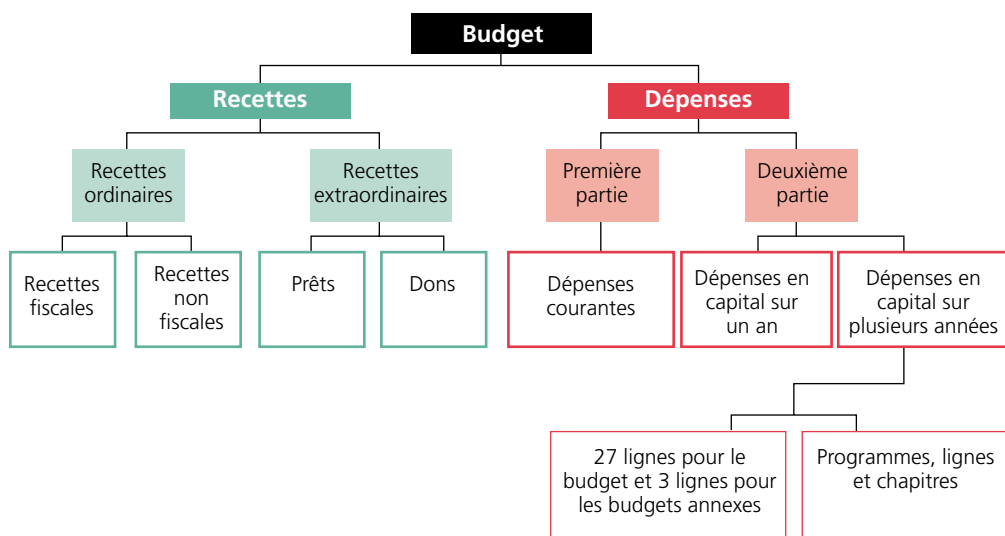 Budget
Recettes
Dépenses
Recettes
ordinaires
Recettes
extraordinaires
Première
partie
Deuxième
partie
Recettes
fiscales
Recettes
non
fiscales
Prêts
Dons
Dépenses
courantes
Dépenses en
capital sur
un an
Dépenses en
capital sur
plusieurs années
27 lignes pour le
budget et 3 lignes pour
les budgets annexes
Programmes, lignes
et chapitres